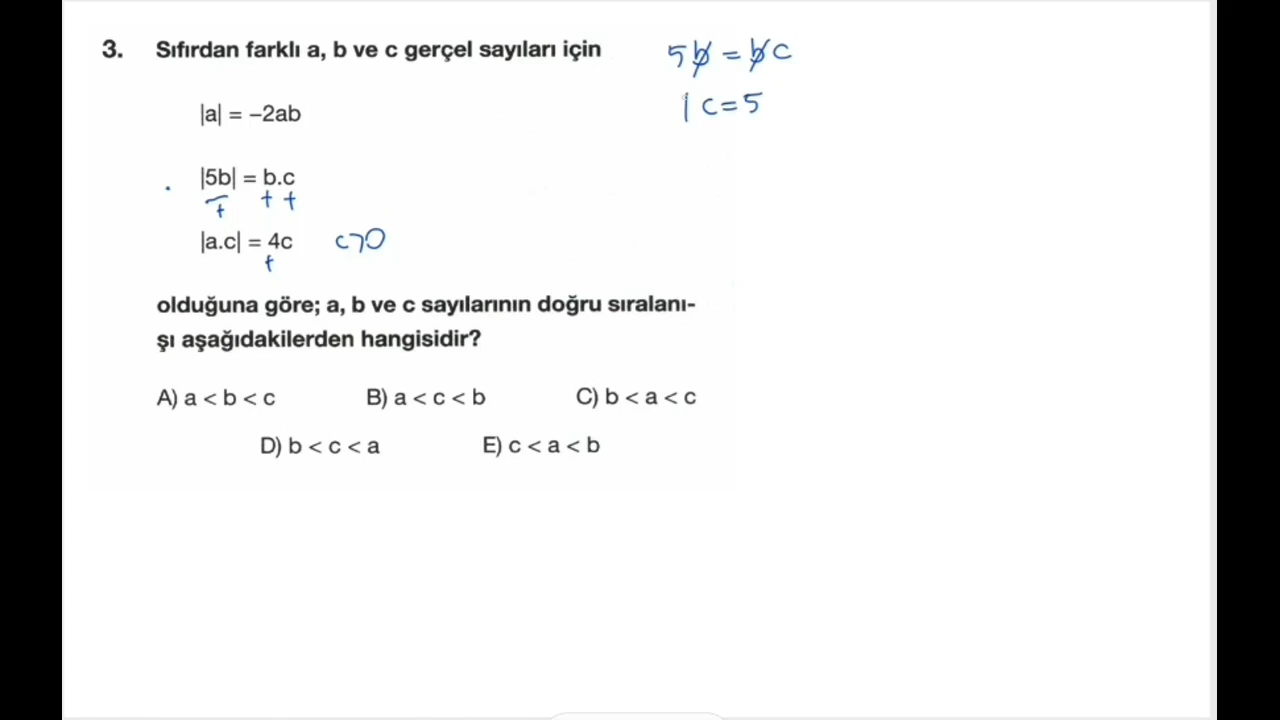 3. Sıfırdan farklı a, b ve c gerçel sayıları için
5b = bc
|a| = −2ab
c = 5
. |5b| = b.c
+ + +
|a.c| = 4c c>0
+
olduğuna göre; a, b ve c sayılarının doğru sıralanı-
şı aşağıdakilerden hangisidir?
A) a < b < c B) a < c < b C) b < a < c
D) b < c < a E) c < a < b